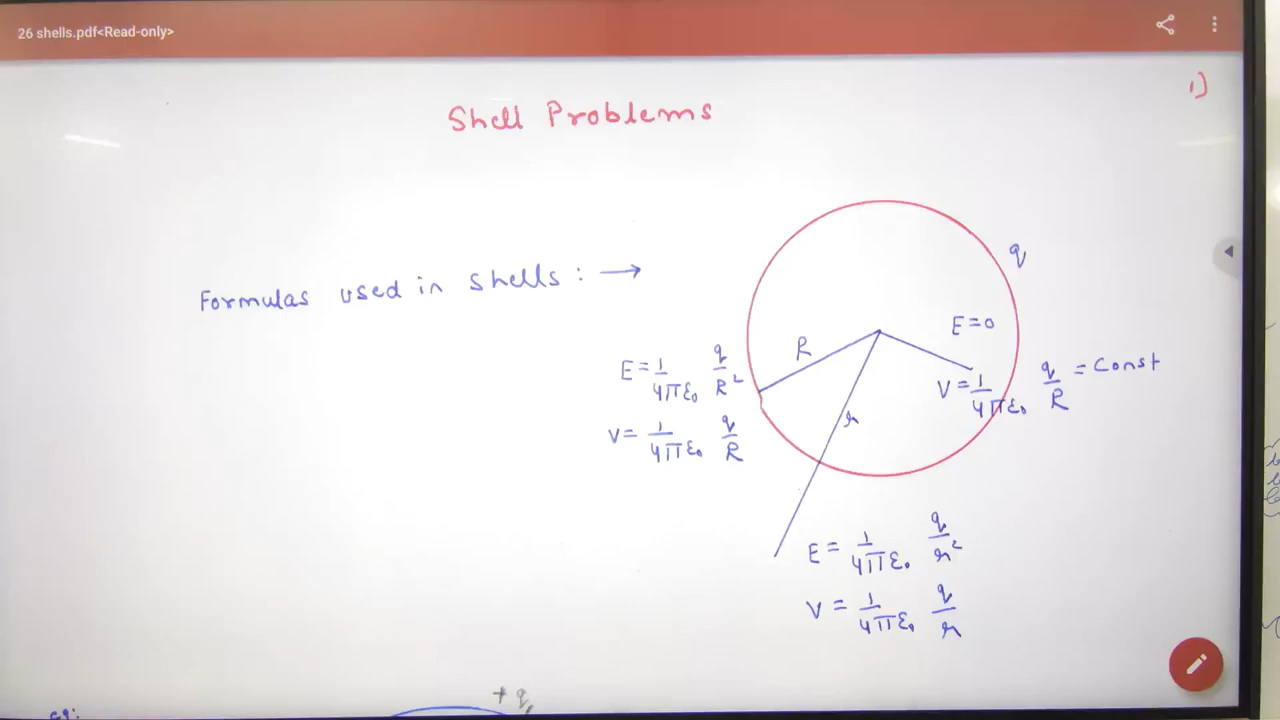 26 shells.pdf<Read-only>
1)
Shell Problems
Formulas used in shells : →
q
E = 0
R
E = 1/4πε₀ q/R²
V = 1/4πε₀ q/R = Const
V = 1/4πε₀ q/R
r
E = 1/4πε₀ q/r²
V = 1/4πε₀ q/r
+ q
eg: